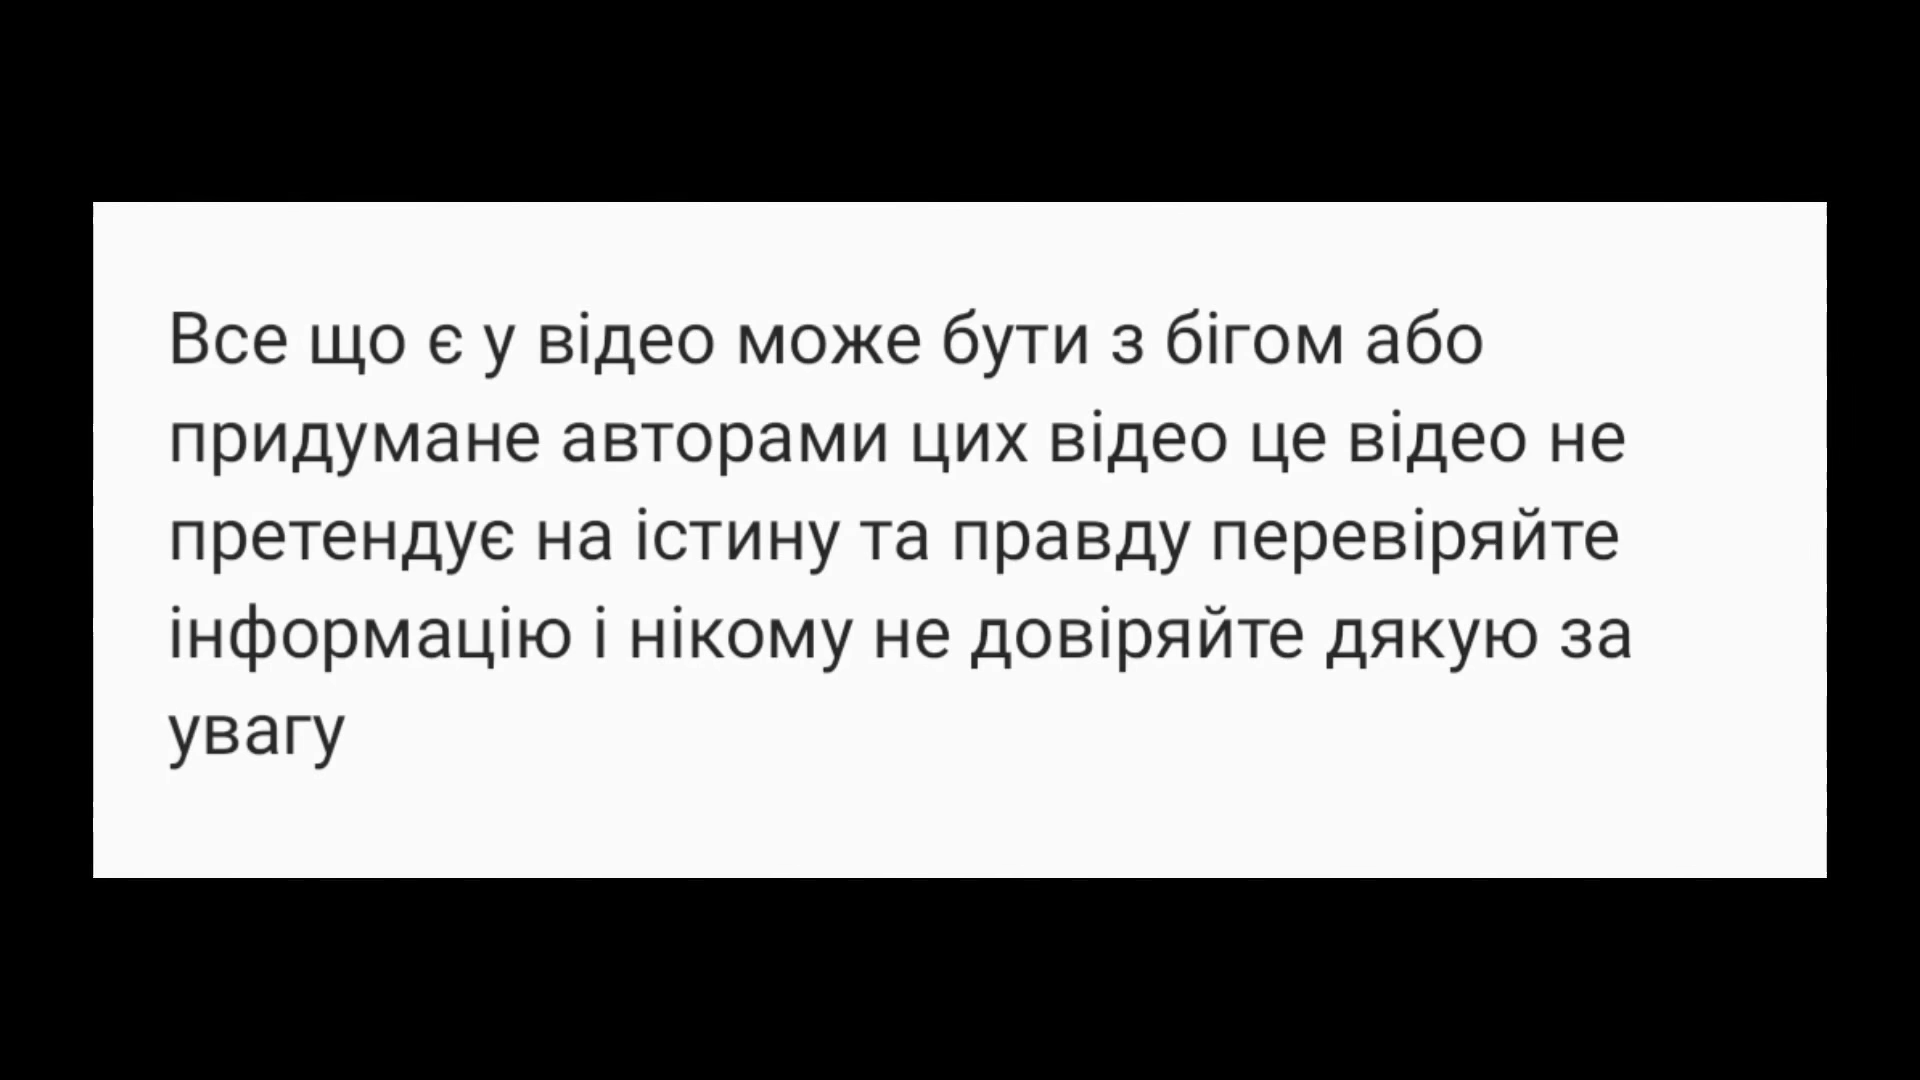 Все що є у відео може бути з бігом або
придумане авторами цих відео це відео не
претендує на істину та правду перевіряйте
інформацію і нікому не довіряйте дякую за
увагу